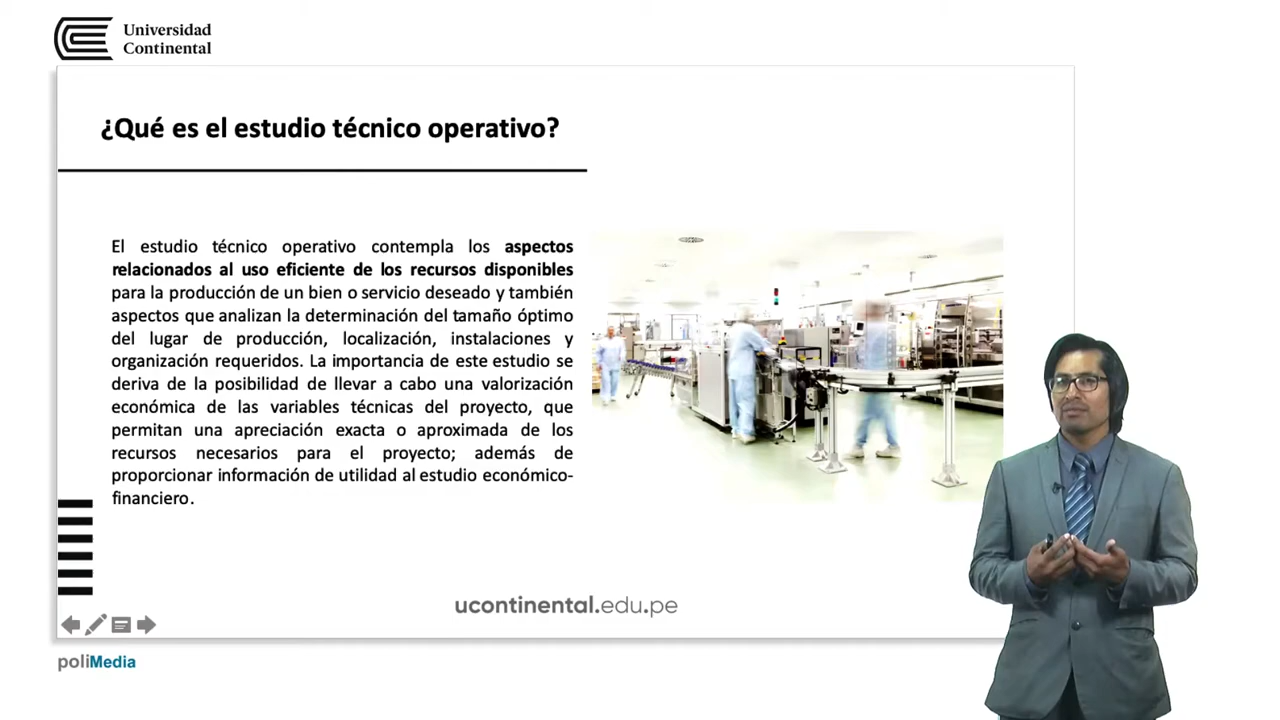 Universidad
Continental
¿Qué es el estudio técnico operativo?
El estudio técnico operativo contempla los aspectos
relacionados al uso eficiente de los recursos disponibles
para la producción de un bien o servicio deseado y también
aspectos que analizan la determinación del tamaño óptimo
del lugar de producción, localización, instalaciones y
organización requeridos. La importancia de este estudio se
deriva de la posibilidad de llevar a cabo una valorización
económica de las variables técnicas del proyecto, que
permitan una apreciación exacta o aproximada de los
recursos necesarios para el proyecto; además de
proporcionar información de utilidad al estudio económico-
financiero.
ucontinental.edu.pe
poliMedia